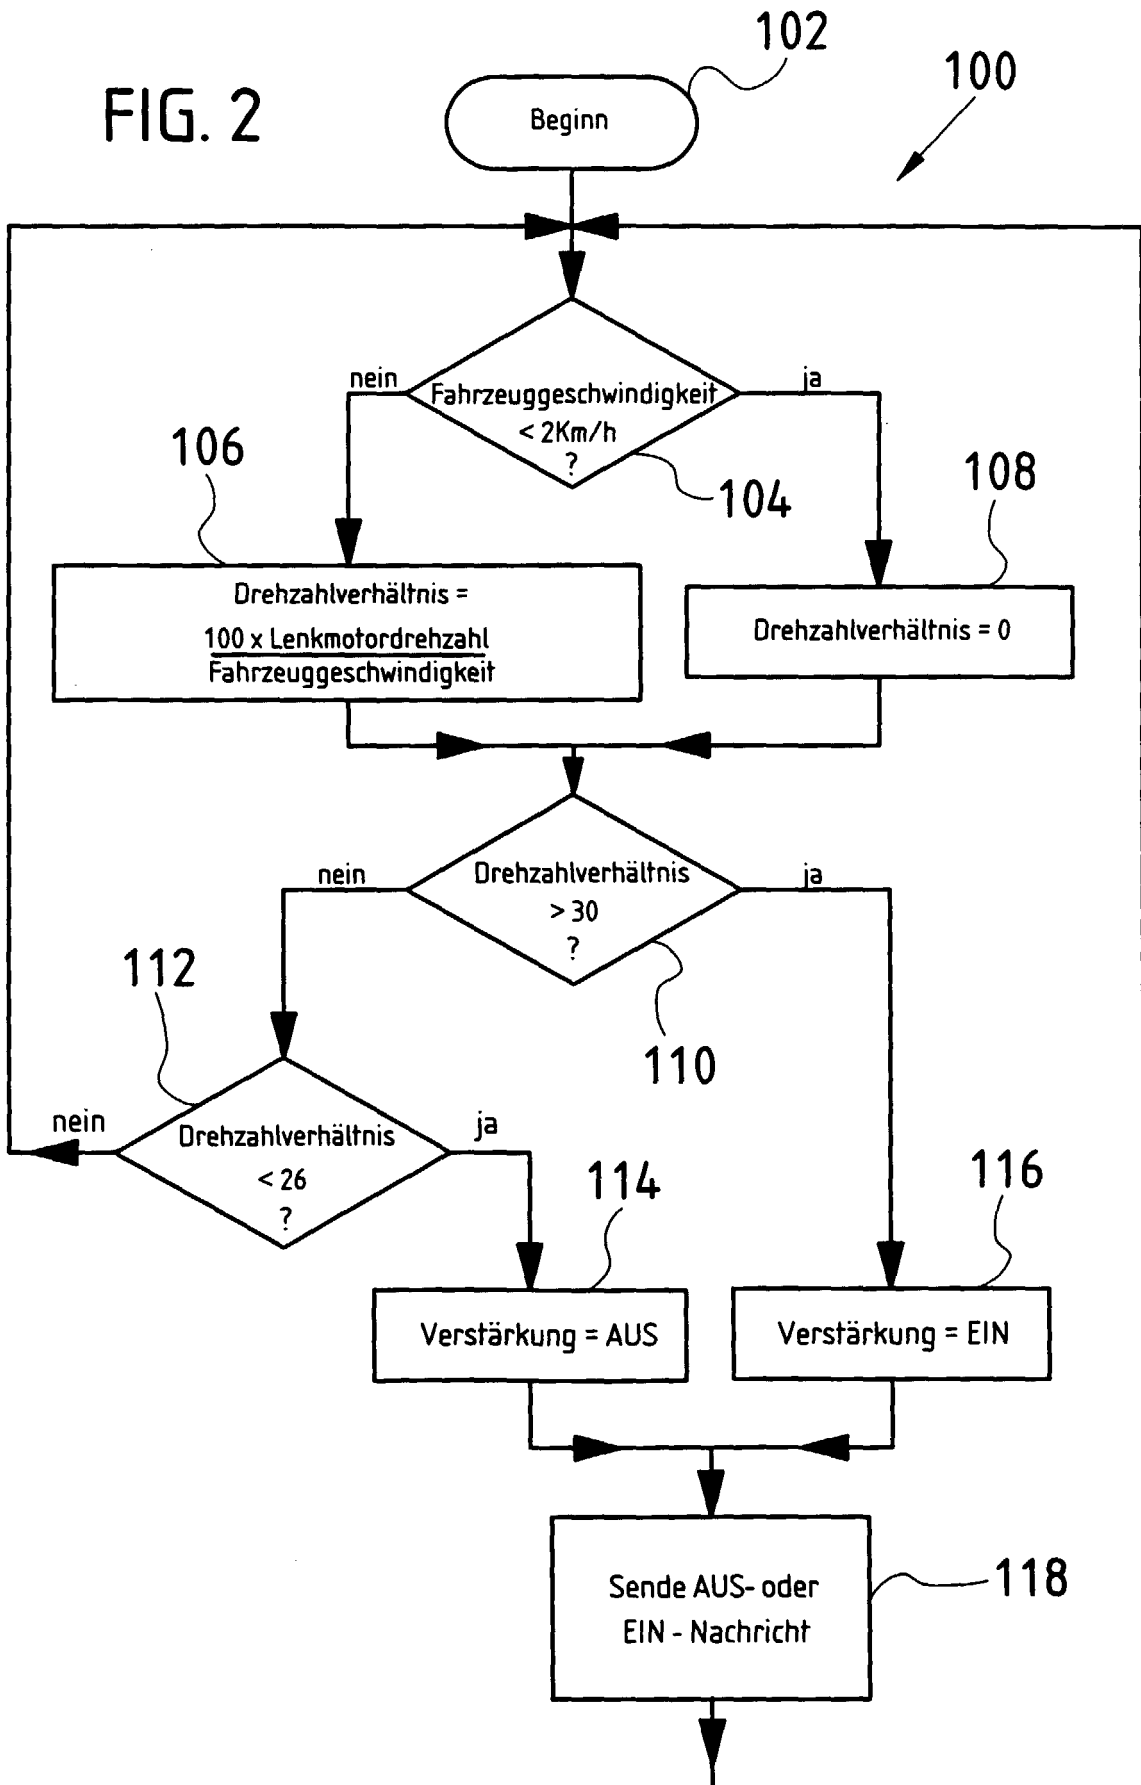 FIG. 2
102
100
Beginn
nein
ja
Fahrzeuggeschwindigkeit
< 2Km/h
?
104
106
108
Drehzahlverhältnis =
100 x Lenkmotordrehzahl
Fahrzeuggeschwindigkeit
Drehzahlverhältnis = 0
nein
ja
Drehzahlverhältnis
> 30
?
110
112
nein
ja
Drehzahlverhältnis
< 26
?
114
116
Verstärkung = AUS
Verstärkung = EIN
Sende AUS- oder
EIN - Nachricht
118